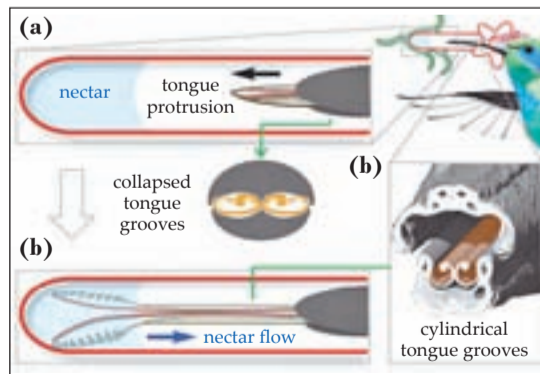 (a)
nectar
tongue
protrusion
collapsed
tongue
grooves
(b)
(b)
nectar flow
cylindrical
tongue grooves